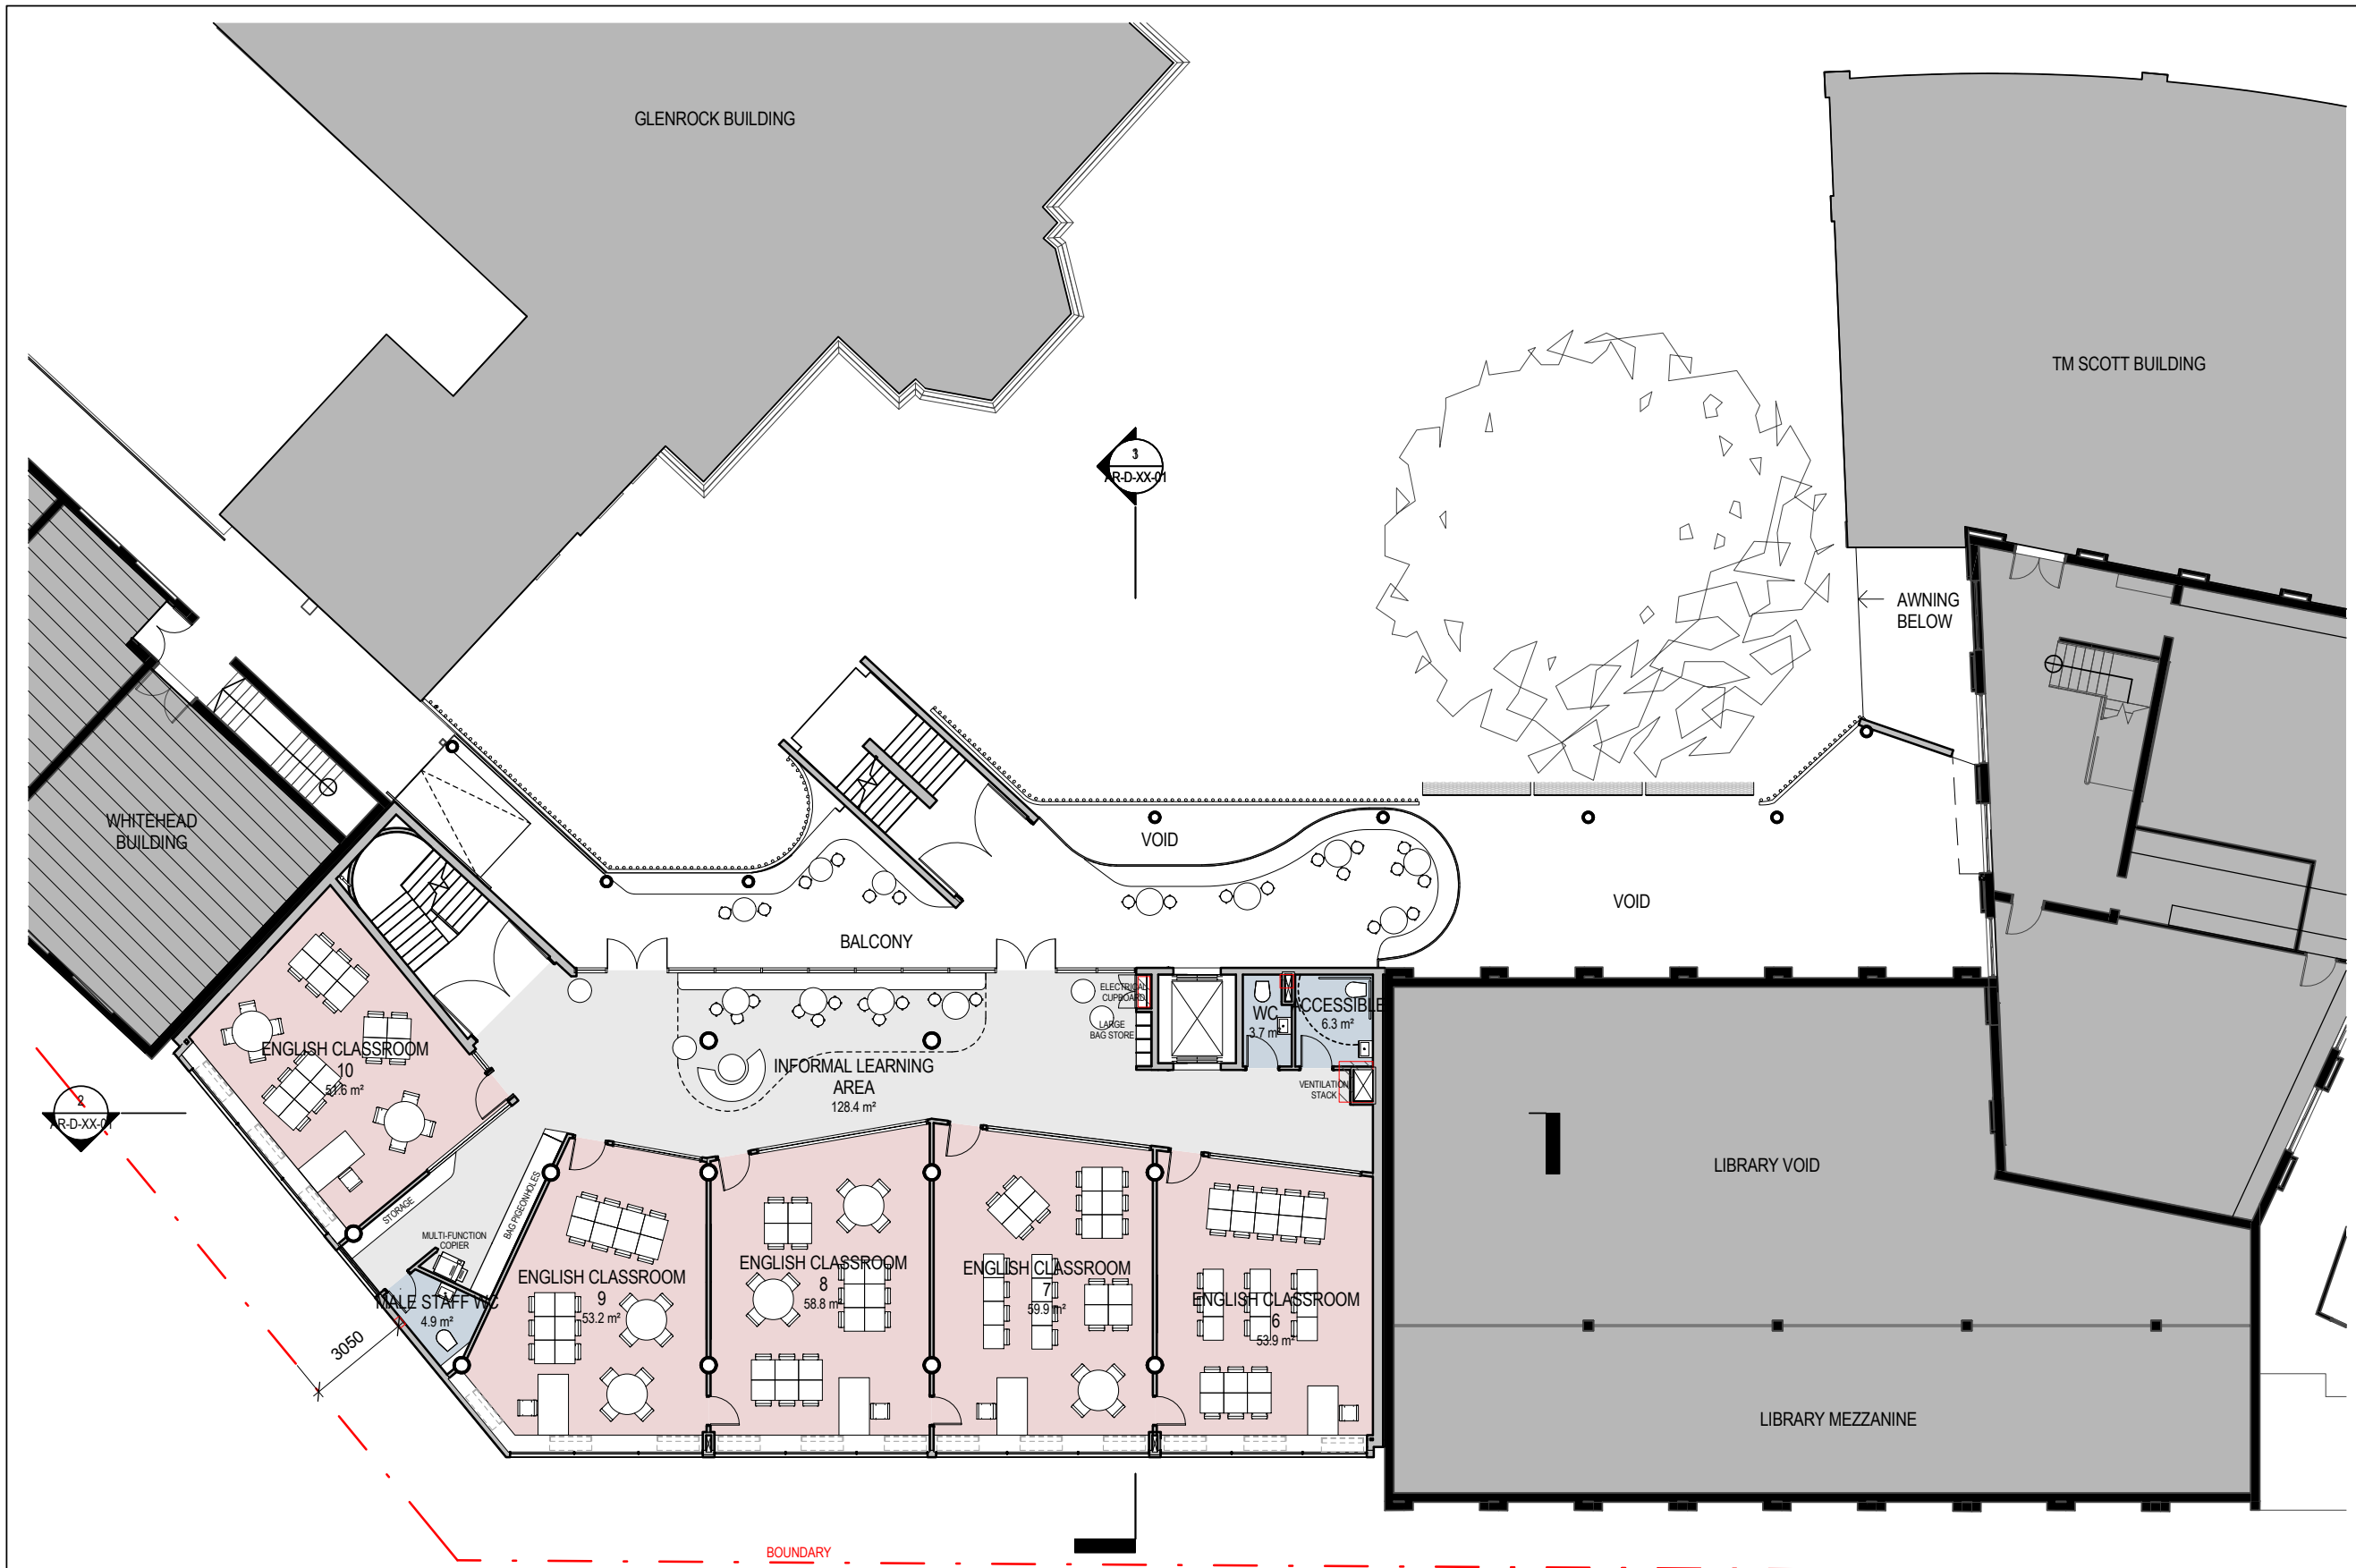 GLENROCK BUILDING
TM SCOTT BUILDING
3
AR-D-XX-01
AWNING
BELOW
WHITEHEAD
BUILDING
VOID
VOID
BALCONY
ELECTRICAL
CUPBOARD
LARGE
BAG STORE
WC
3.7 m²
ACCESSIBLE
6.3 m²
ENGLISH CLASSROOM
10
51.6 m²
INFORMAL LEARNING
AREA
128.4 m²
VENTILATION
STACK
2
AR-D-XX-01
LIBRARY VOID
STORAGE
BAG PIGEONHOLES
MULTI-FUNCTION
COPIER
ENGLISH CLASSROOM
9
53.2 m²
ENGLISH CLASSROOM
8
58.8 m²
ENGLISH CLASSROOM
7
59.9 m²
ENGLISH CLASSROOM
6
53.9 m²
MALE STAFF WC
4.9 m²
3050
LIBRARY MEZZANINE
BOUNDARY